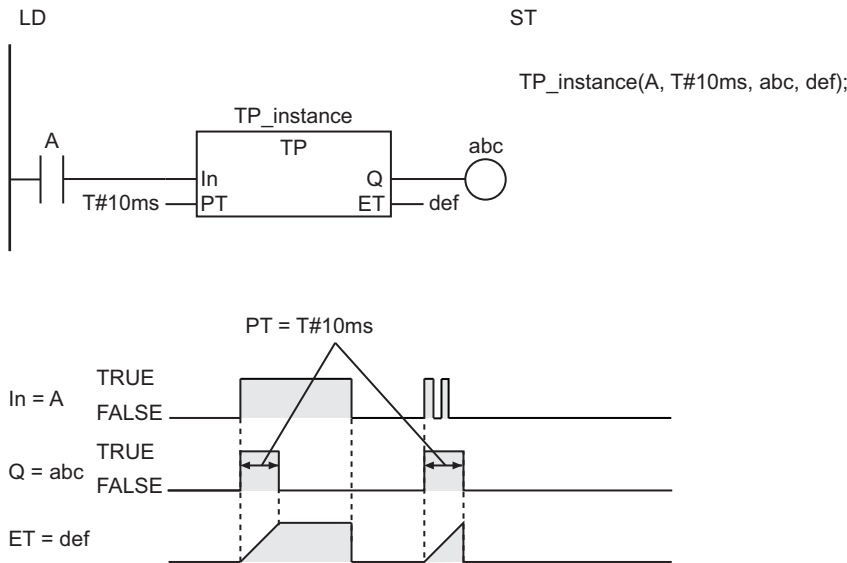 LD
ST
TP_instance(A, T#10ms, abc, def);
TP_instance
A
TP
abc
In
Q
T#10ms
PT
ET
def
PT = T#10ms
In = A
TRUE
FALSE
Q = abc
TRUE
FALSE
ET = def